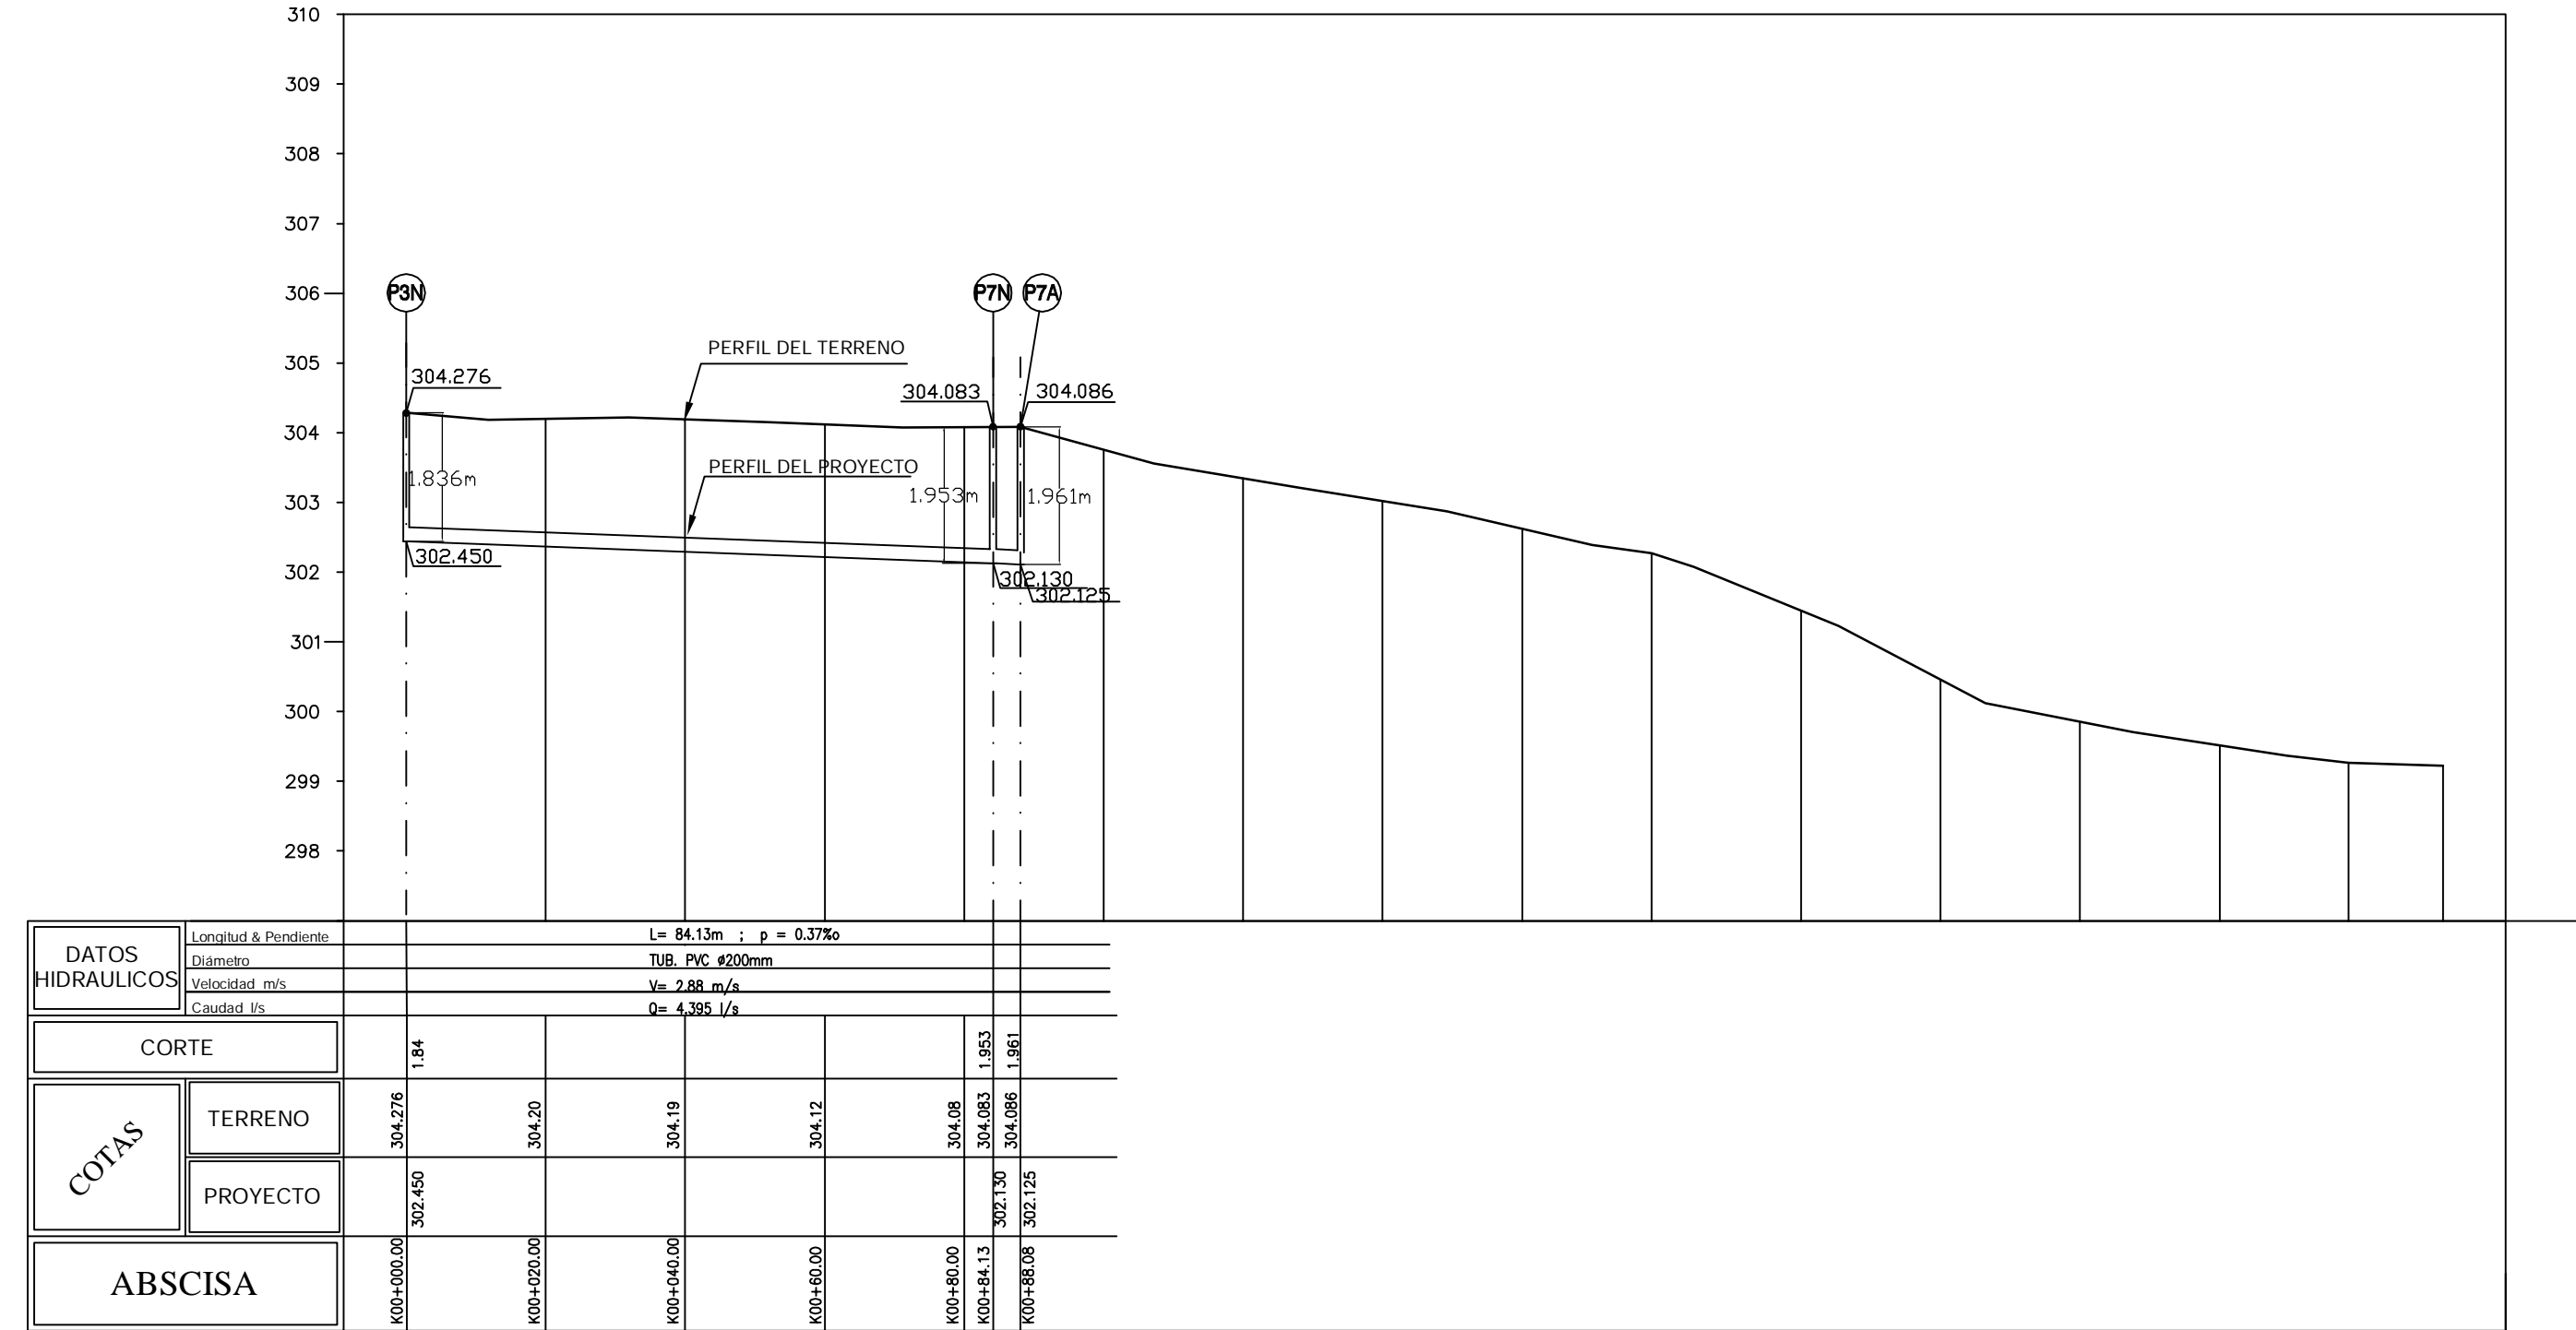 310
309
308
307
306
305
304
303
302
301
300
299
298
P3N
P7N
P7A
PERFIL DEL TERRENO
304.276
304.083
304.086
PERFIL DEL PROYECTO
1.836m
1.953m
1.961m
302.450
302.130
302.125
DATOS
HIDRAULICOS
Longitud & Pendiente
L= 84.13m ; p = 0.37‰
Diámetro
TUB. PVC ø200mm
Velocidad m/s
V= 2.88 m/s
Caudad l/s
Q= 4.395 l/s
CORTE
1.84
1.953
1.961
COTAS
TERRENO
304.276
304.20
304.19
304.12
304.08
304.083
304.086
PROYECTO
302.450
302.130
302.125
ABSCISA
K00+000.00
K00+020.00
K00+040.00
K00+60.00
K00+80.00
K00+84.13
K00+88.08